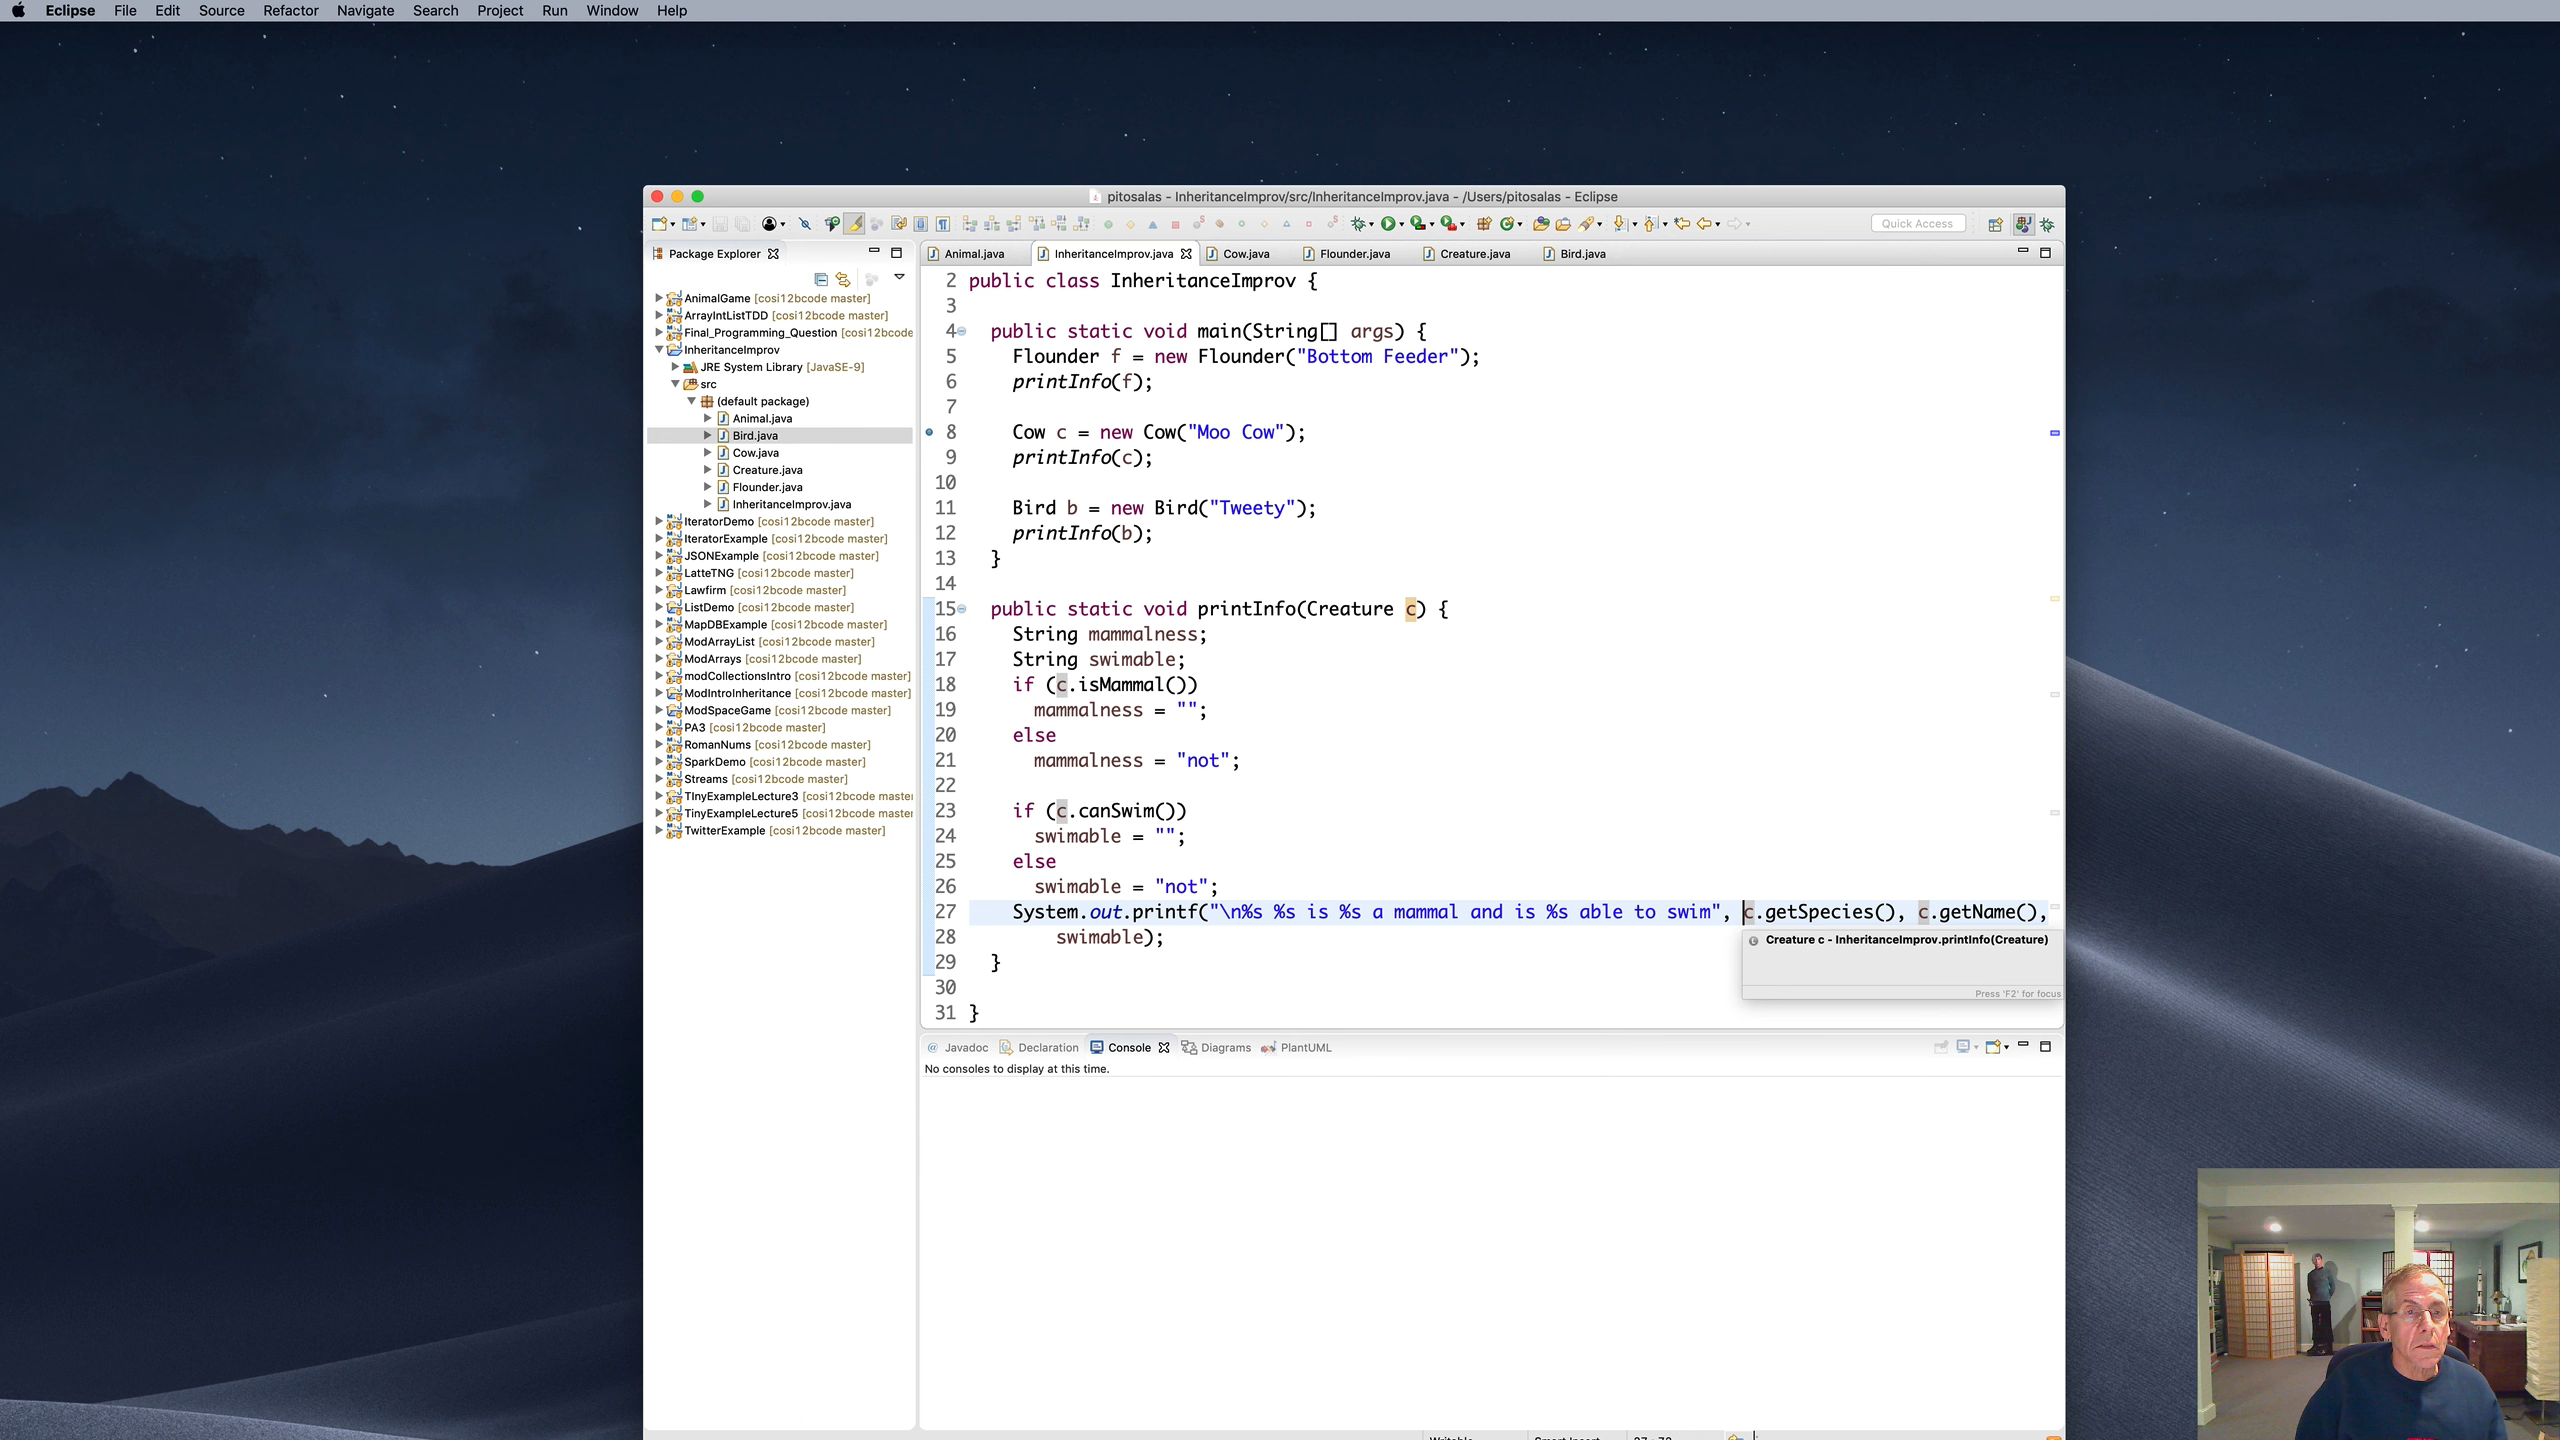 Eclipse File Edit Source Refactor Navigate Search Project Run Window Help
pitosalas - InheritanceImprov/src/InheritanceImprov.java - /Users/pitosalas - Eclipse
Quick Access
Package Explorer
AnimalGame [cosi12bcode master]
ArrayIntListTDD [cosi12bcode master]
Final_Programming_Question [cosi12bcode
InheritanceImprov
JRE System Library [JavaSE-9]
src
(default package)
Animal.java
Bird.java
Cow.java
Creature.java
Flounder.java
InheritanceImprov.java
IteratorDemo [cosi12bcode master]
IteratorExample [cosi12bcode master]
JSONExample [cosi12bcode master]
LatteTNG [cosi12bcode master]
Lawfirm [cosi12bcode master]
ListDemo [cosi12bcode master]
MapDBExample [cosi12bcode master]
ModArrayList [cosi12bcode master]
ModArrays [cosi12bcode master]
modCollectionsIntro [cosi12bcode master]
ModIntroInheritance [cosi12bcode master]
ModSpaceGame [cosi12bcode master]
PA3 [cosi12bcode master]
RomanNums [cosi12bcode master]
SparkDemo [cosi12bcode master]
Streams [cosi12bcode master]
TInyExampleLecture3 [cosi12bcode master
TinyExampleLecture5 [cosi12bcode master
TwitterExample [cosi12bcode master]
Animal.java InheritanceImprov.java Cow.java Flounder.java Creature.java Bird.java
2 public class InheritanceImprov {
3
4 public static void main(String[] args) {
5 Flounder f = new Flounder("Bottom Feeder");
6 printInfo(f);
7
8 Cow c = new Cow("Moo Cow");
9 printInfo(c);
10
11 Bird b = new Bird("Tweety");
12 printInfo(b);
13 }
14
15 public static void printInfo(Creature c) {
16 String mammalness;
17 String swimable;
18 if (c.isMammal())
19 mammalness = "";
20 else
21 mammalness = "not";
22
23 if (c.canSwim())
24 swimable = "";
25 else
26 swimable = "not";
27 System.out.printf("\n%s %s is %s a mammal and is %s able to swim", c.getSpecies(), c.getName(),
28 swimable);
29 }
30
31 }
Creature c - InheritanceImprov.printInfo(Creature)
Press 'F2' for focus
@ Javadoc Declaration Console Diagrams PlantUML
No consoles to display at this time.